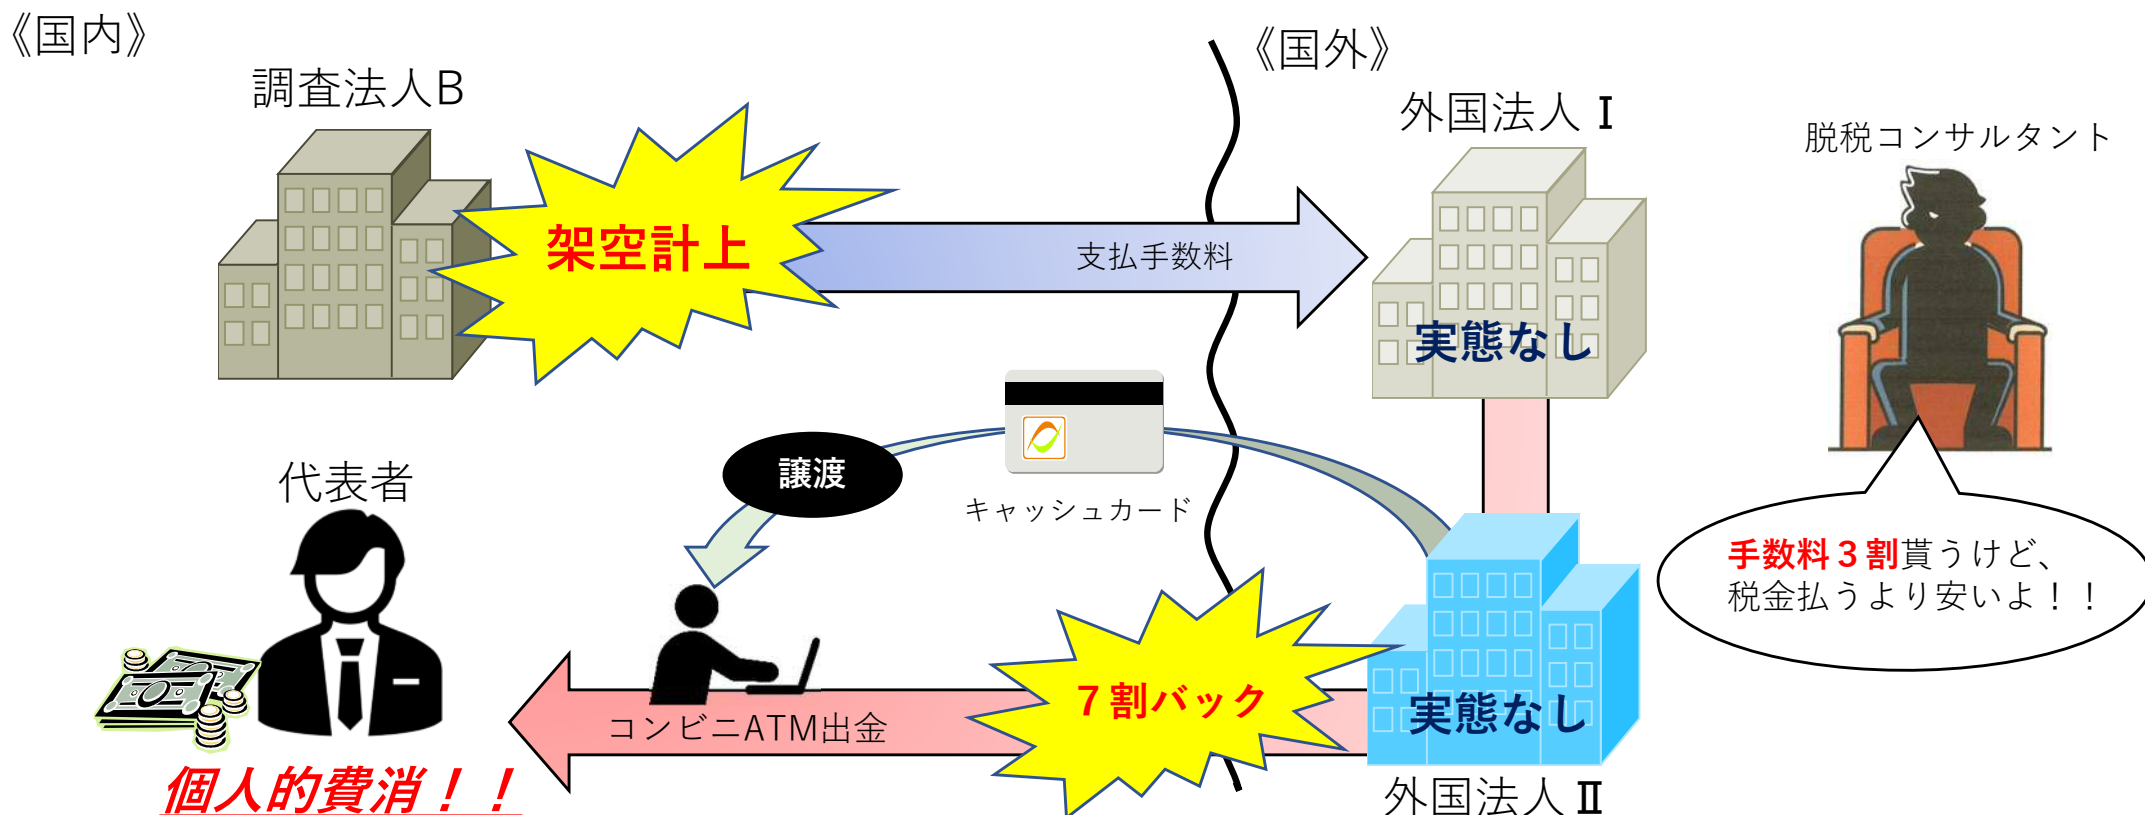 《国内》
《国外》
調査法人B
外国法人Ⅰ
脱税コンサルタント
架空計上
支払手数料
実態なし
譲渡
キャッシュカード
代表者
手数料３割貰うけど、
税金払うより安いよ！！
７割バック
コンビニATM出金
実態なし
個人的費消！！
外国法人Ⅱ